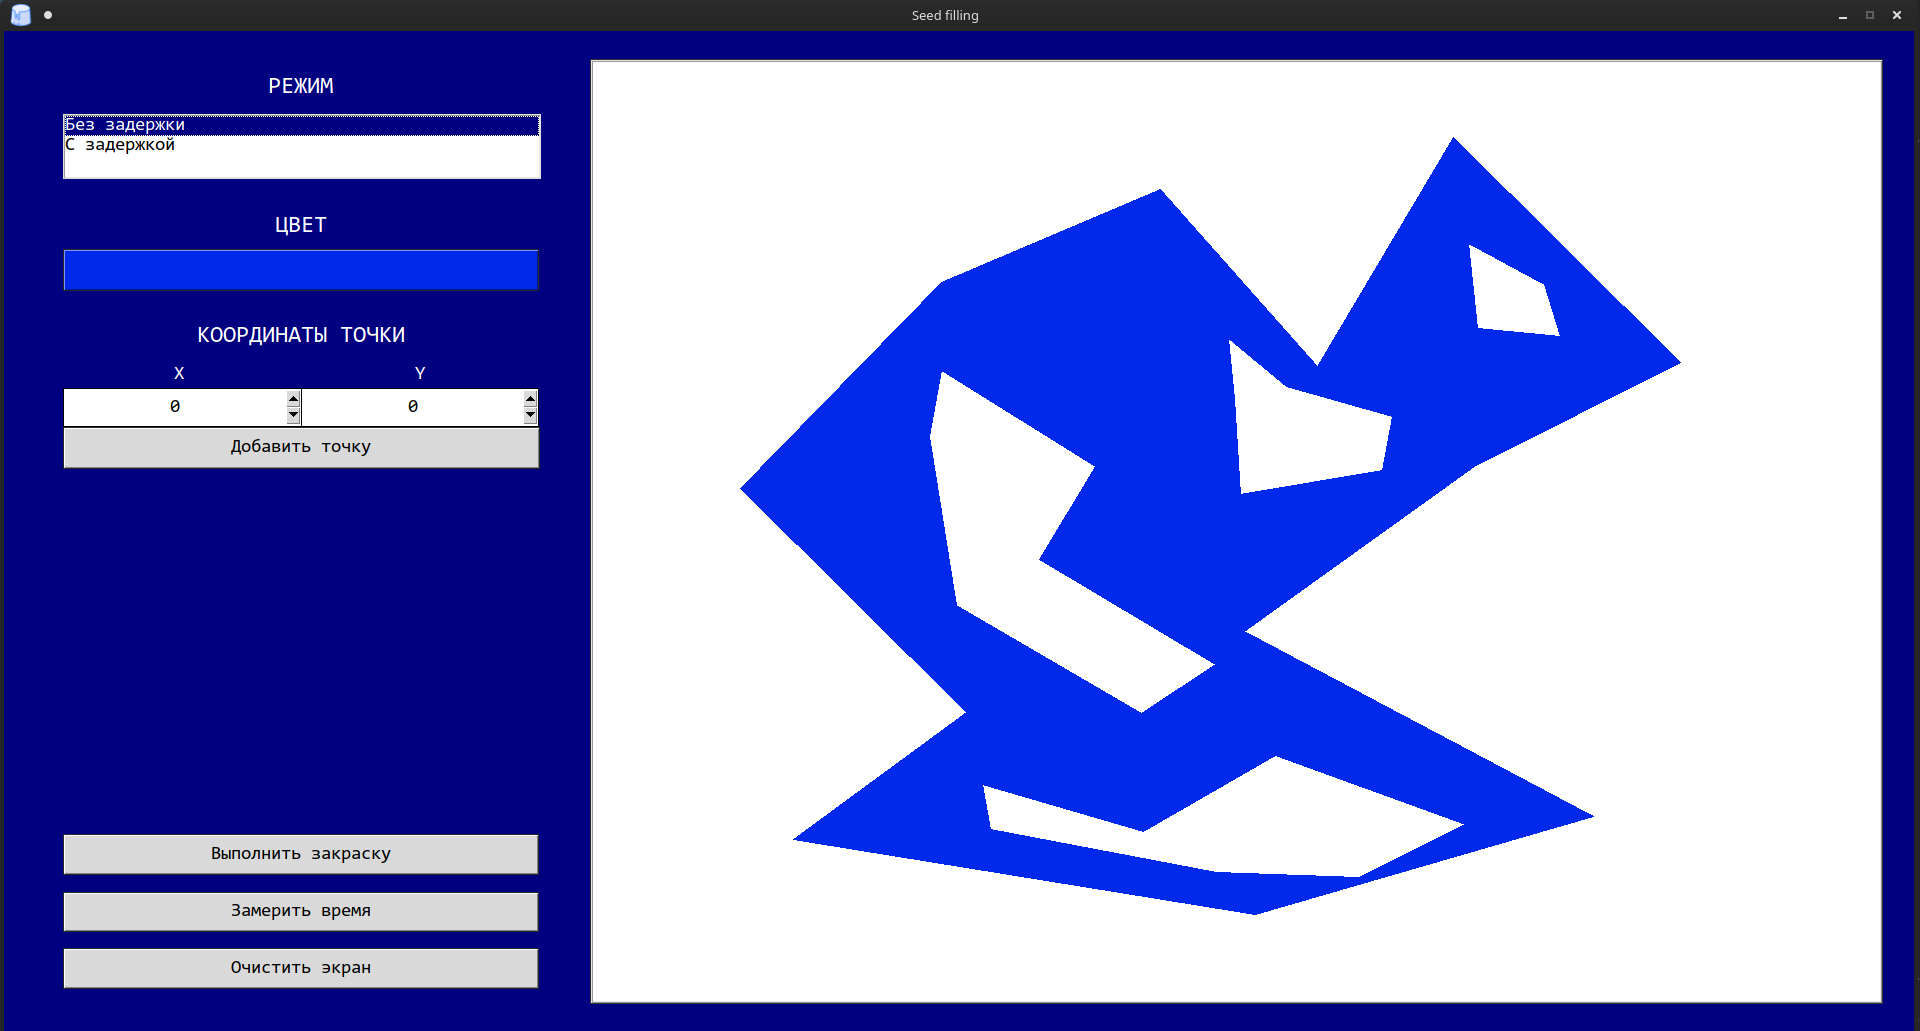 Seed filling
РЕЖИМ
Без задержки
С задержкой
ЦВЕТ
КООРДИНАТЫ ТОЧКИ
X Y
0 0
Добавить точку
Выполнить закраску
Замерить время
Очистить экран